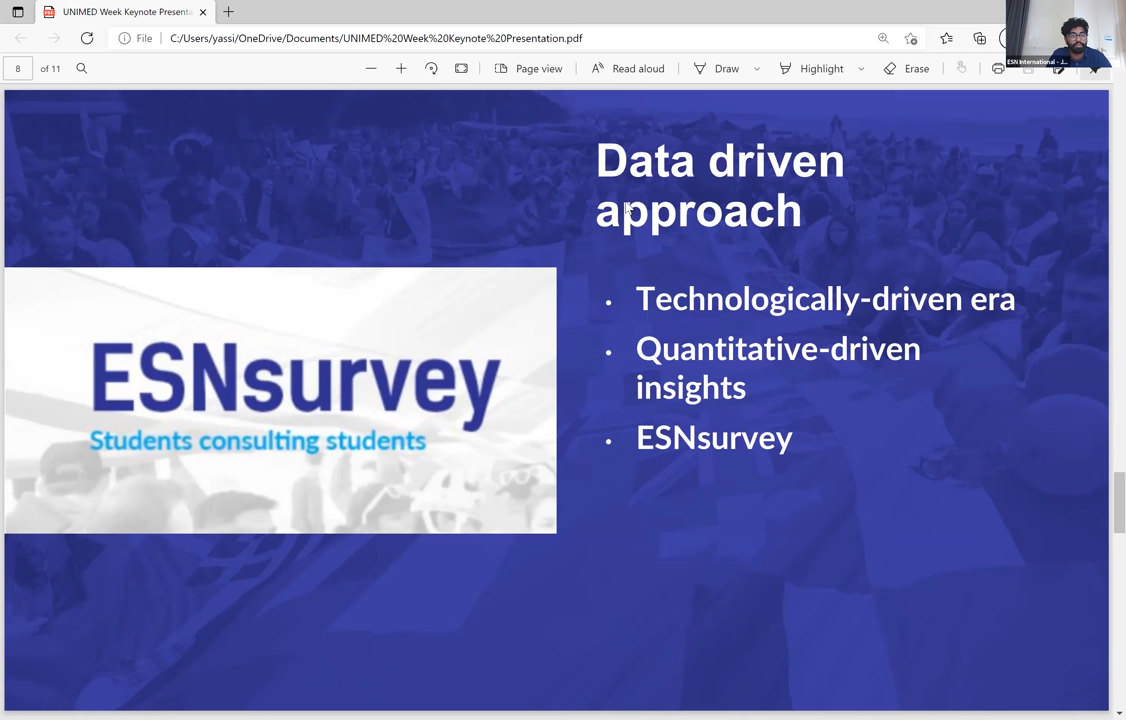 UNIMED Week Keynote Presenta
File
C:/Users/yassi/OneDrive/Documents/UNIMED%20Week%20Keynote%20Presentation.pdf
8 of 11
Page view
Read aloud
Draw
Highlight
Erase
ESN International - J...
Data driven
approach
ESNsurvey
Students consulting students
• Technologically-driven era
• Quantitative-driven
insights
• ESNsurvey